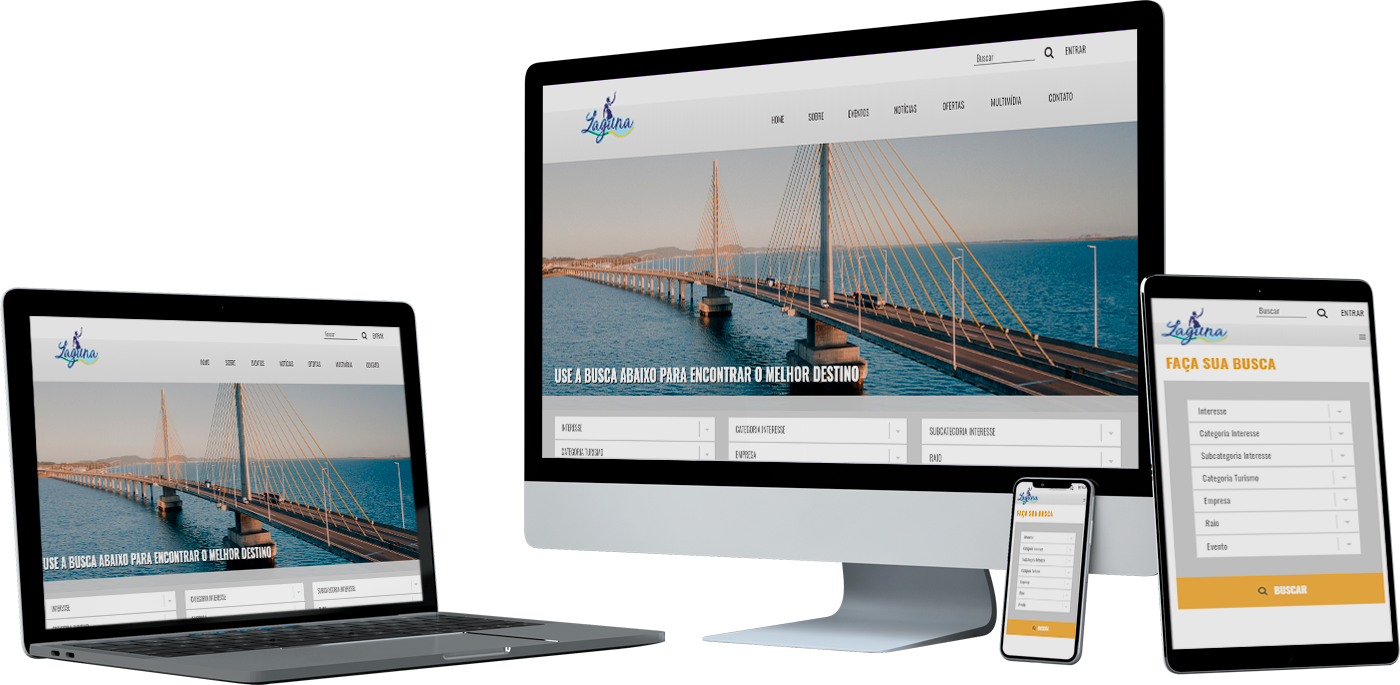 Buscar ENTRAR
Laguna
HOME SOBRE EVENTOS NOTÍCIAS OFERTAS MULTIMÍDIA CONTATO
USE A BUSCA ABAIXO PARA ENCONTRAR O MELHOR DESTINO
INTERESSE CATEGORIA INTERESSE SUBCATEGORIA INTERESSE
CATEGORIA TURISMO EMPRESA RAIO
Buscar ENTRAR
Laguna
HOME SOBRE EVENTOS NOTÍCIAS OFERTAS MULTIMÍDIA CONTATO
USE A BUSCA ABAIXO PARA ENCONTRAR O MELHOR DESTINO
INTERESSE CATEGORIA INTERESSE SUBCATEGORIA INTERESSE
Laguna
FAÇA SUA BUSCA
Interesse
Categoria Interesse
Subcategoria Interesse
Categoria Turismo
Empresa
Raio
Evento
BUSCAR
Buscar ENTRAR
Laguna
FAÇA SUA BUSCA
Interesse
Categoria Interesse
Subcategoria Interesse
Categoria Turismo
Empresa
Raio
Evento
BUSCAR